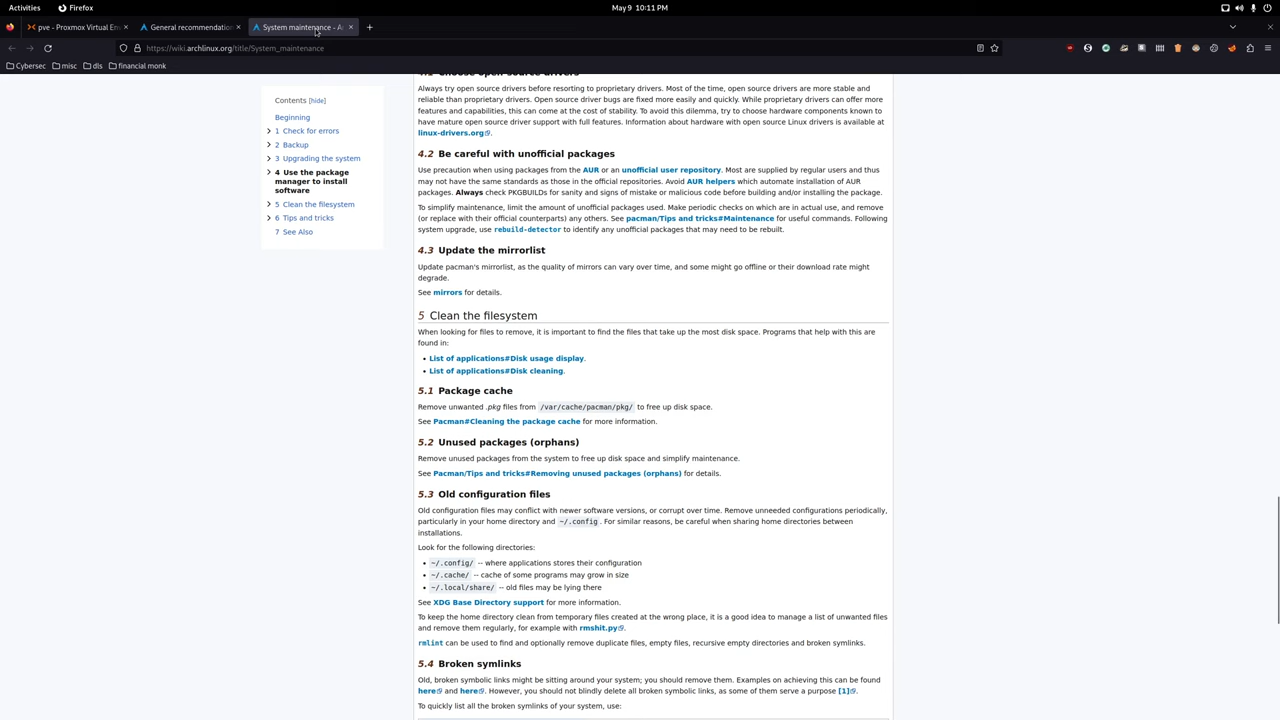 Activities
Firefox
May 9 10:11 PM
pve - Proxmox Virtual En
General recommendation
System maintenance - A
https://wiki.archlinux.org/title/System_maintenance
Cybersec
misc
dls
financial monk
Contents [hide]
Beginning
1 Check for errors
2 Backup
3 Upgrading the system
4 Use the package
manager to install
software
5 Clean the filesystem
6 Tips and tricks
7 See Also
4.1 Choose open-source drivers
Always try open source drivers before resorting to proprietary drivers. Most of the time, open source drivers are more stable and
reliable than proprietary drivers. Open source driver bugs are fixed more easily and quickly. While proprietary drivers can offer more
features and capabilities, this can come at the cost of stability. To avoid this dilemma, try to choose hardware components known to
have mature open source driver support with full features. Information about hardware with open source Linux drivers is available at
linux-drivers.org.
4.2 Be careful with unofficial packages
Use precaution when using packages from the AUR or an unofficial user repository. Most are supplied by regular users and thus
may not have the same standards as those in the official repositories. Avoid AUR helpers which automate installation of AUR
packages. Always check PKGBUILDs for sanity and signs of mistake or malicious code before building and/or installing the package.
To simplify maintenance, limit the amount of unofficial packages used. Make periodic checks on which are in actual use, and remove
(or replace with their official counterparts) any others. See pacman/Tips and tricks#Maintenance for useful commands. Following
system upgrade, use rebuild-detector to identify any unofficial packages that may need to be rebuilt.
4.3 Update the mirrorlist
Update pacman's mirrorlist, as the quality of mirrors can vary over time, and some might go offline or their download rate might
degrade.
See mirrors for details.
5 Clean the filesystem
When looking for files to remove, it is important to find the files that take up the most disk space. Programs that help with this are
found in:
• List of applications#Disk usage display.
• List of applications#Disk cleaning.
5.1 Package cache
Remove unwanted .pkg files from /var/cache/pacman/pkg/ to free up disk space.
See Pacman#Cleaning the package cache for more information.
5.2 Unused packages (orphans)
Remove unused packages from the system to free up disk space and simplify maintenance.
See Pacman/Tips and tricks#Removing unused packages (orphans) for details.
5.3 Old configuration files
Old configuration files may conflict with newer software versions, or corrupt over time. Remove unneeded configurations periodically,
particularly in your home directory and ~/.config. For similar reasons, be careful when sharing home directories between
installations.
Look for the following directories:
• ~/.config/ -- where applications stores their configuration
• ~/.cache/ -- cache of some programs may grow in size
• ~/.local/share/ -- old files may be lying there
See XDG Base Directory support for more information.
To keep the home directory clean from temporary files created at the wrong place, it is a good idea to manage a list of unwanted files
and remove them regularly, for example with rmshit.py.
rmlint can be used to find and optionally remove duplicate files, empty files, recursive empty directories and broken symlinks.
5.4 Broken symlinks
Old, broken symbolic links might be sitting around your system; you should remove them. Examples on achieving this can be found
here and here. However, you should not blindly delete all broken symbolic links, as some of them serve a purpose [1].
To quickly list all the broken symlinks of your system, use: